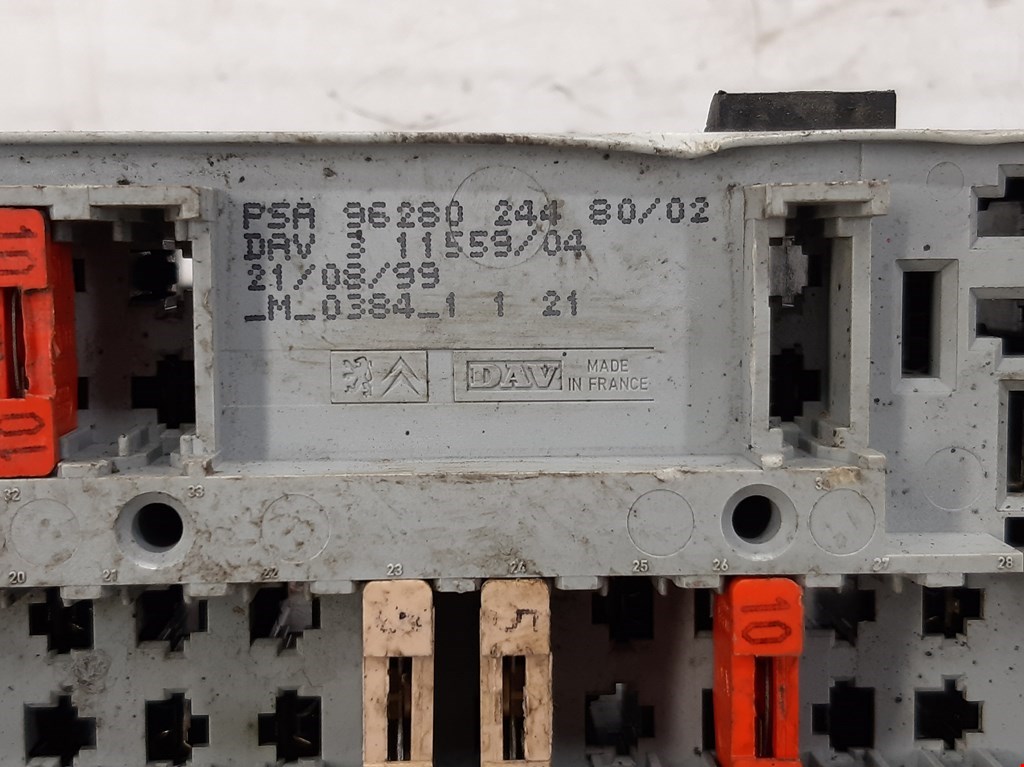 PSA 96280 244 80/02
DAV 3 11559/04
21/08/99
_M_0384_1 1 21
DAV MADE
IN FRANCE
10
10
32 33
20 21 22 23 24 25 26 27 28
5
10